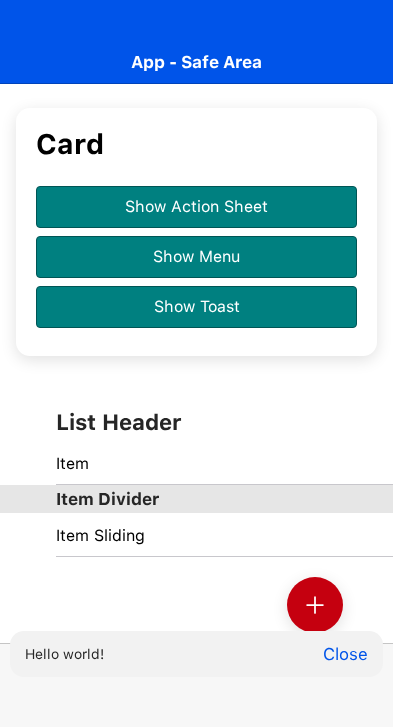 App - Safe Area
Card
Show Action Sheet
Show Menu
Show Toast
List Header
Item
Item Divider
Item Sliding
Hello world!
Close